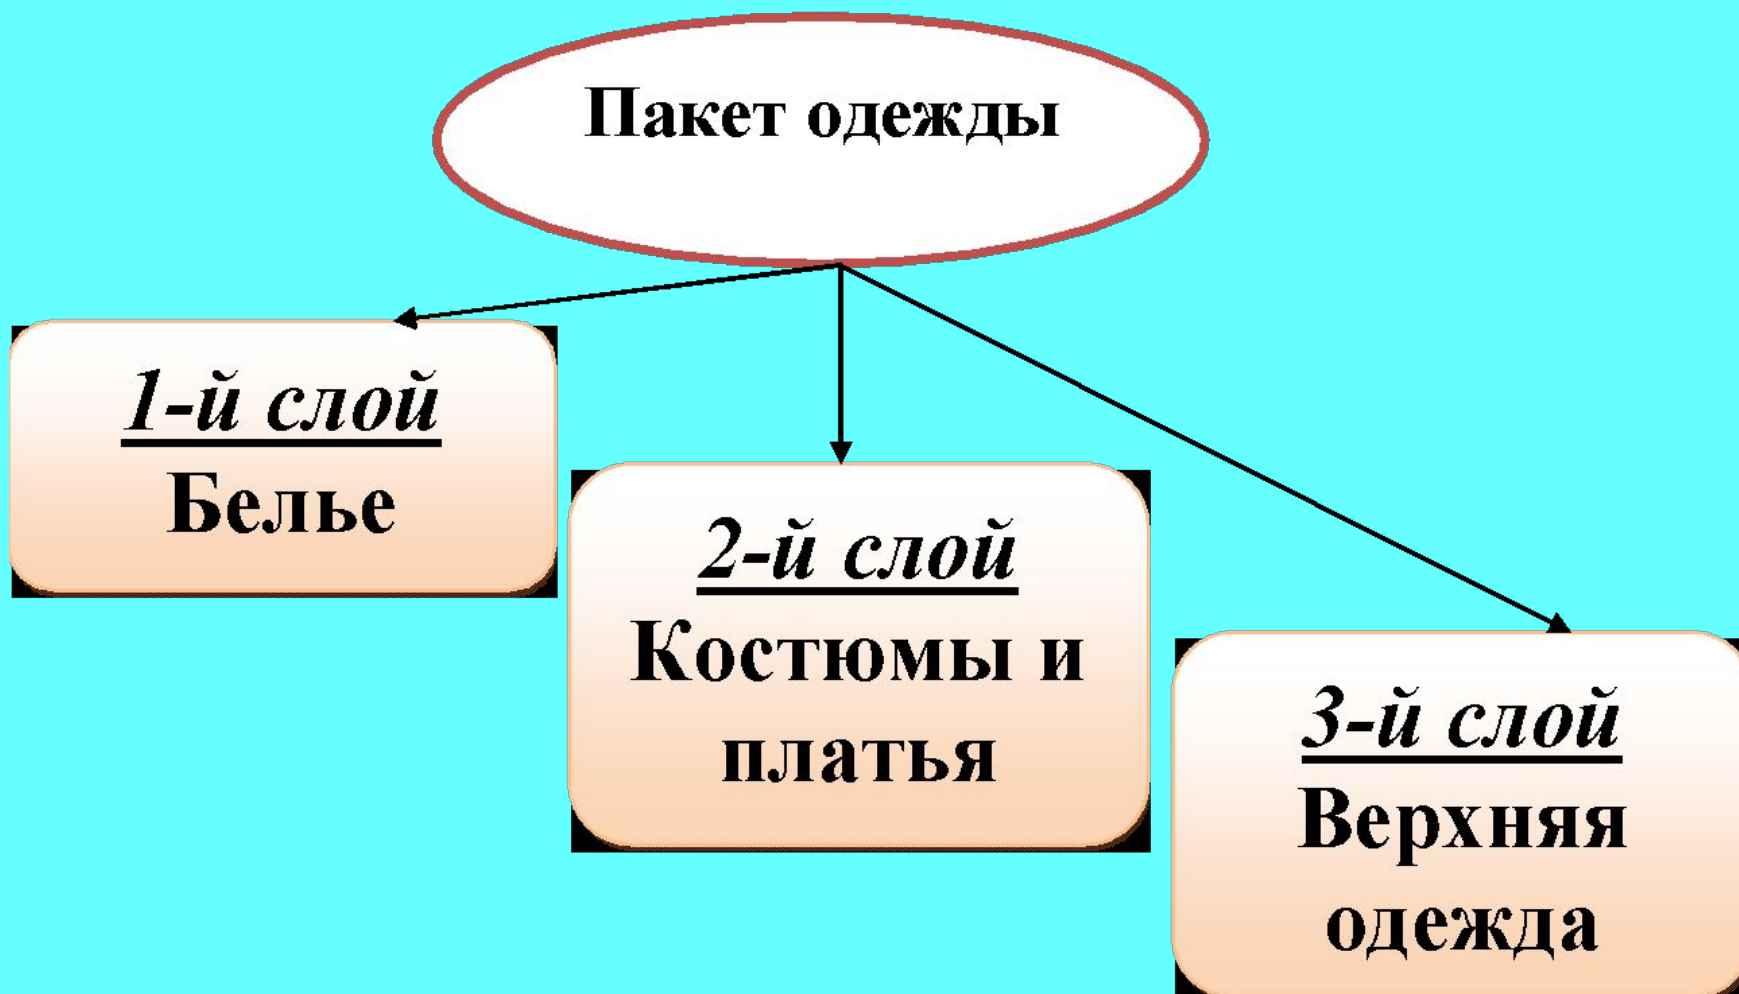 Пакет одежды
1-й слой
Белье
2-й слой
Костюмы и
платья
3-й слой
Верхняя
одежда